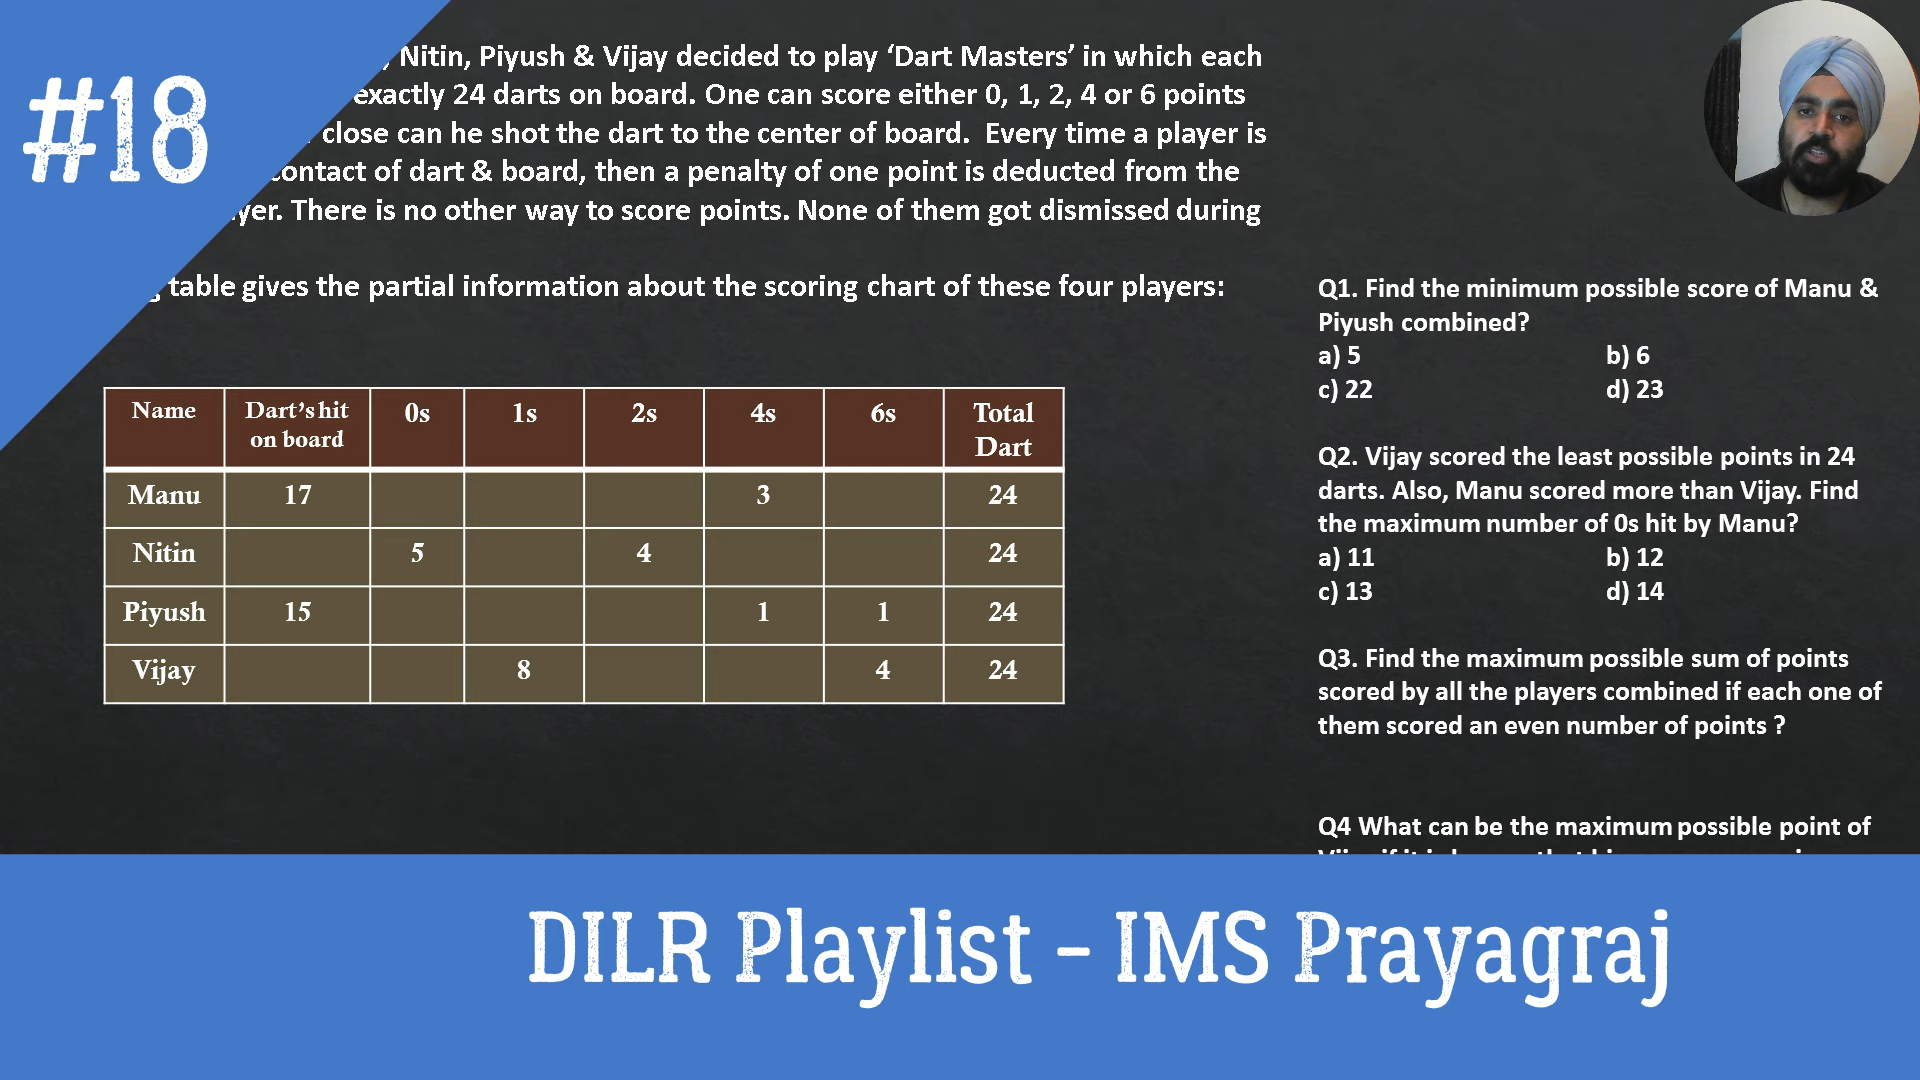 #18
, Nitin, Piyush & Vijay decided to play ‘Dart Masters’ in which each
exactly 24 darts on board. One can score either 0, 1, 2, 4 or 6 points
close can he shot the dart to the center of board. Every time a player is
contact of dart & board, then a penalty of one point is deducted from the
yer. There is no other way to score points. None of them got dismissed during
table gives the partial information about the scoring chart of these four players:
Name Dart’s hit on board 0s 1s 2s 4s 6s Total Dart
Manu 17 3 24
Nitin 5 4 24
Piyush 15 1 1 24
Vijay 8 4 24
Q1. Find the minimum possible score of Manu &
Piyush combined?
a) 5 b) 6
c) 22 d) 23
Q2. Vijay scored the least possible points in 24
darts. Also, Manu scored more than Vijay. Find
the maximum number of 0s hit by Manu?
a) 11 b) 12
c) 13 d) 14
Q3. Find the maximum possible sum of points
scored by all the players combined if each one of
them scored an even number of points ?
Q4 What can be the maximum possible point of
DILR Playlist - IMS Prayagraj